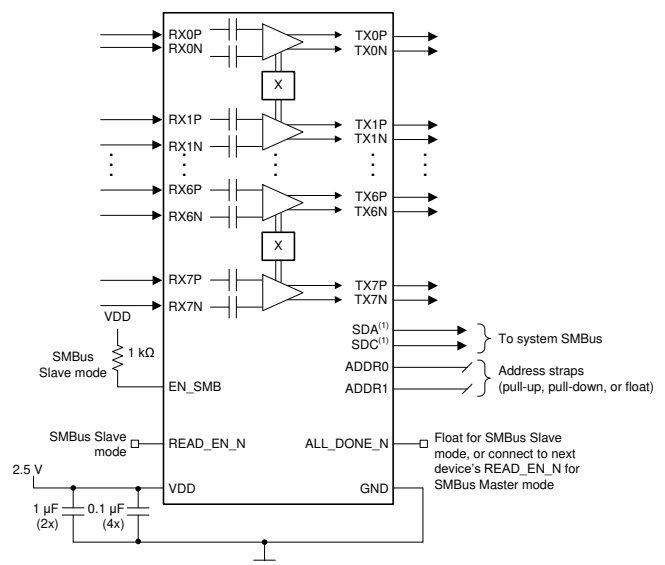 RX0P
RX0N
TX0P
TX0N
X
RX1P
RX1N
TX1P
TX1N
RX6P
RX6N
TX6P
TX6N
X
RX7P
RX7N
TX7P
TX7N
VDD
1 kΩ
SMBus
Slave mode
EN_SMB
SDA(1)
SDC(1)
To system SMBus
ADDR0
ADDR1
Address straps
(pull-up, pull-down, or float)
SMBus Slave
mode
READ_EN_N
ALL_DONE_N
Float for SMBus Slave
mode, or connect to next
device's READ_EN_N for
SMBus Master mode
2.5 V
VDD
GND
1 μF
(2x)
0.1 μF
(4x)